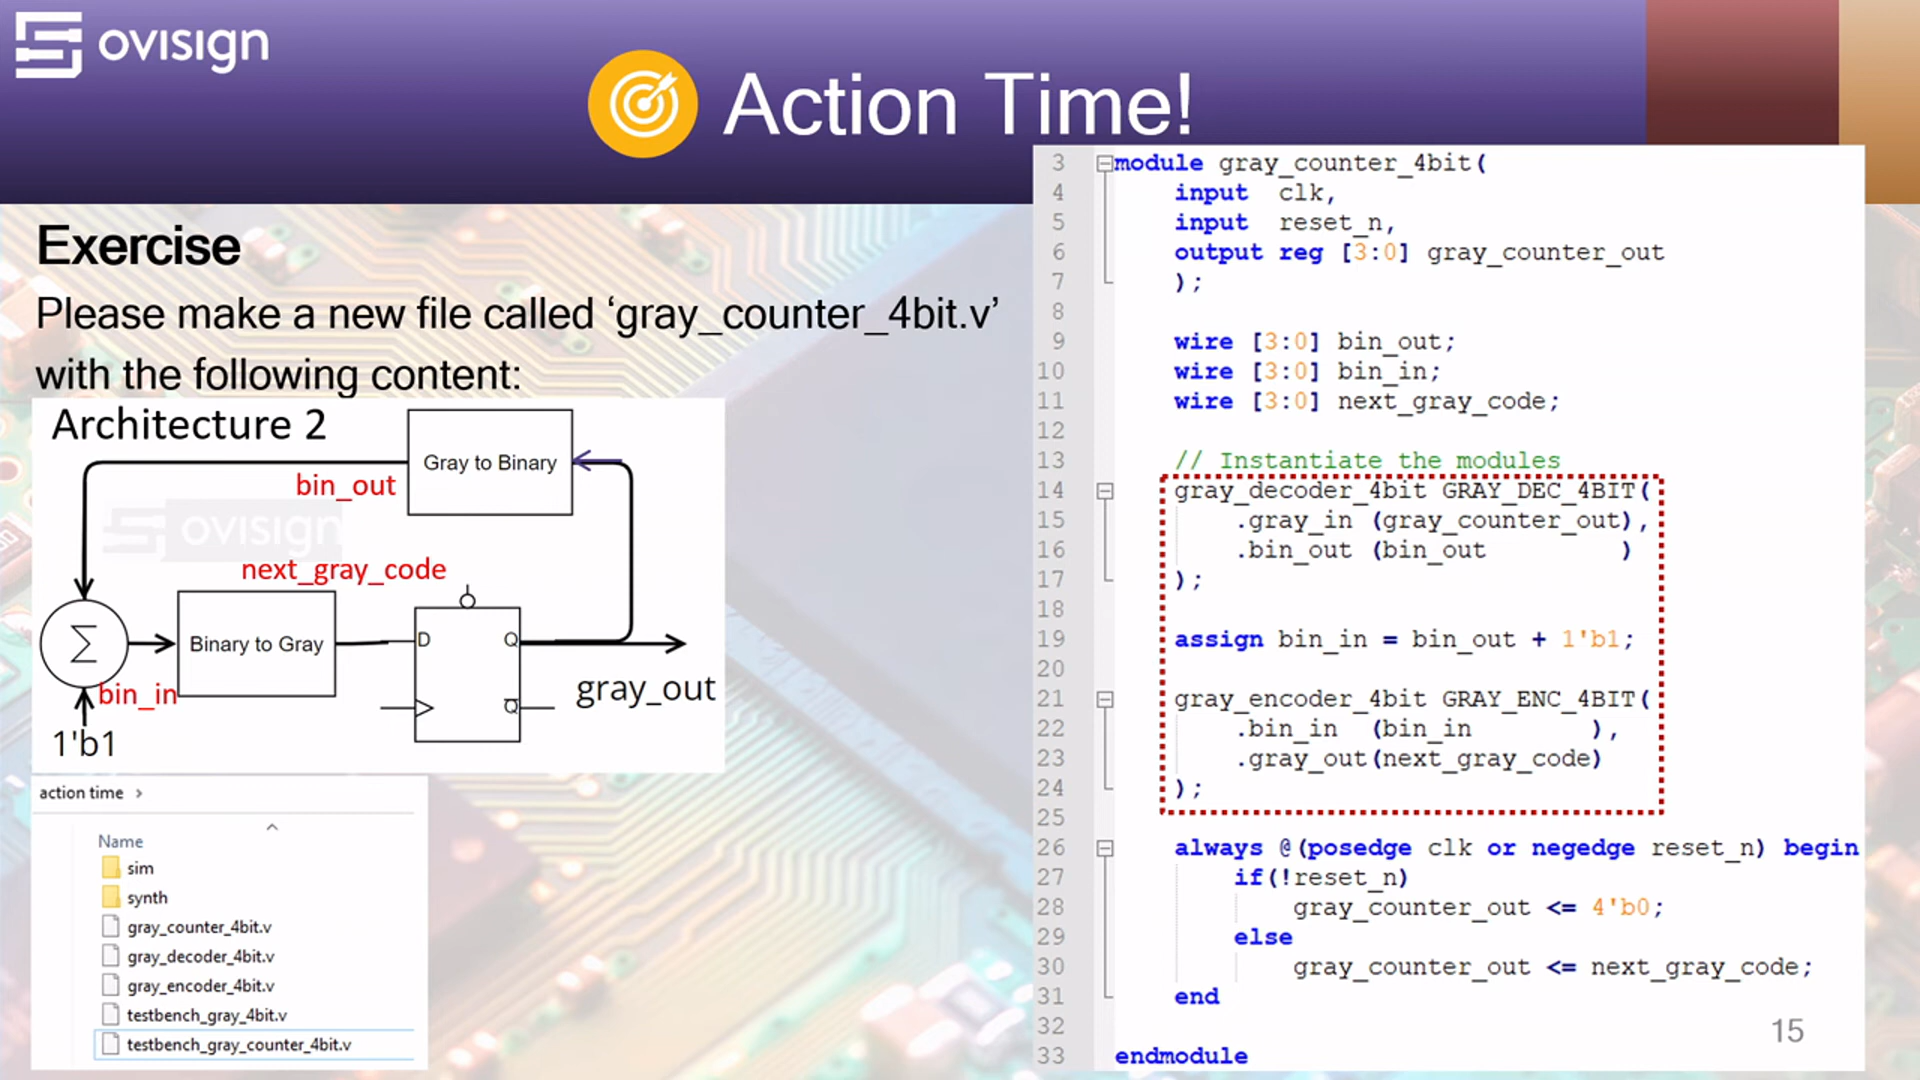 ovisign
Action Time!
Exercise
Please make a new file called ‘gray_counter_4bit.v’
with the following content:
Architecture 2
Gray to Binary
bin_out
ovisign
next_gray_code
Σ
Binary to Gray
D
Q
Q
bin_in
gray_out
1'b1
action time >
Name
sim
synth
gray_counter_4bit.v
gray_decoder_4bit.v
gray_encoder_4bit.v
testbench_gray_4bit.v
testbench_gray_counter_4bit.v
3 module gray_counter_4bit(
4 input clk,
5 input reset_n,
6 output reg [3:0] gray_counter_out
7 );
8
9 wire [3:0] bin_out;
10 wire [3:0] bin_in;
11 wire [3:0] next_gray_code;
12
13 // Instantiate the modules
14 gray_decoder_4bit GRAY_DEC_4BIT(
15 .gray_in (gray_counter_out),
16 .bin_out (bin_out )
17 );
18
19 assign bin_in = bin_out + 1'b1;
20
21 gray_encoder_4bit GRAY_ENC_4BIT(
22 .bin_in (bin_in ),
23 .gray_out(next_gray_code)
24 );
25
26 always @(posedge clk or negedge reset_n) begin
27 if(!reset_n)
28 gray_counter_out <= 4'b0;
29 else
30 gray_counter_out <= next_gray_code;
31 end
32
33 endmodule
15